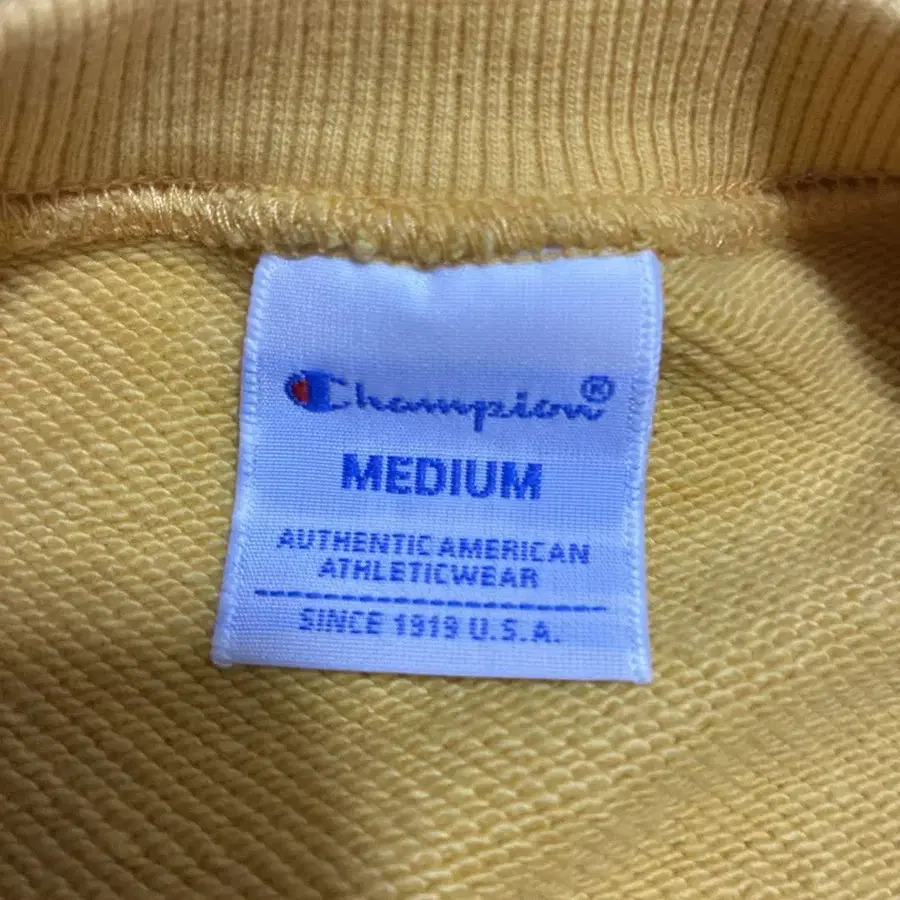 Champion®
MEDIUM
AUTHENTIC AMERICAN
ATHLETICWEAR
SINCE 1919 U.S.A.